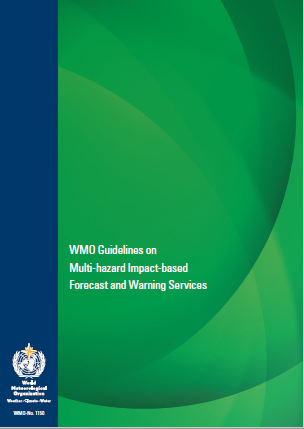 WMO Guidelines on
Multi-hazard Impact-based
Forecast and Warning Services
World
Meteorological
Organization
Weather • Climate • Water
WMO-No. 1150